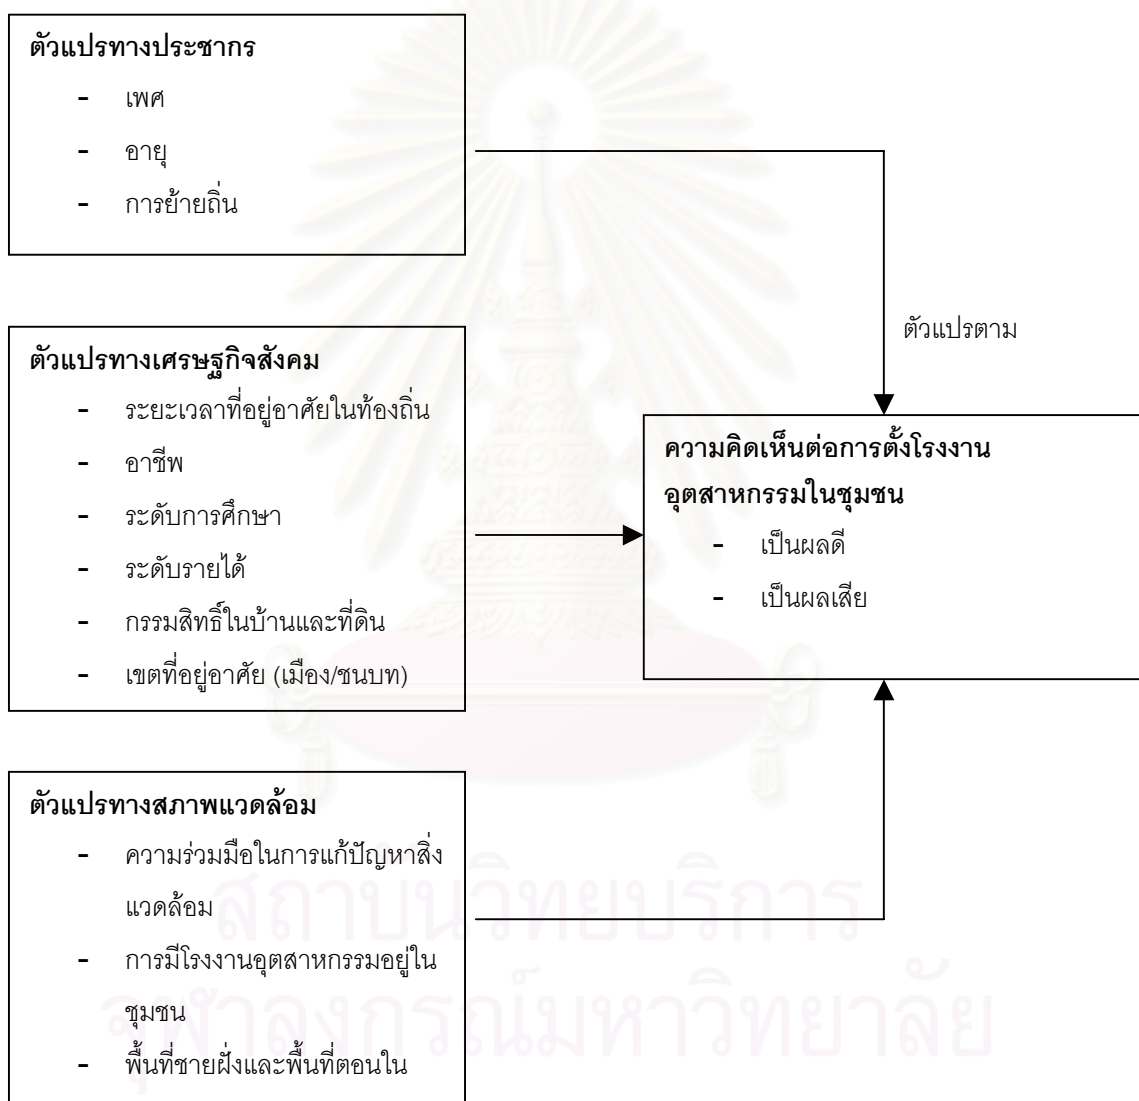 ตัวแปรทางประชากร
- เพศ
- อายุ
- การย้ายถิ่น
ตัวแปรตาม
ตัวแปรทางเศรษฐกิจสังคม
- ระยะเวลาที่อยู่อาศัยในท้องถิ่น
- อาชีพ
- ระดับการศึกษา
- ระดับรายได้
- กรรมสิทธิ์ในบ้านและที่ดิน
- เขตที่อยู่อาศัย (เมือง/ชนบท)
ความคิดเห็นต่อการตั้งโรงงาน
อุตสาหกรรมในชุมชน
- เป็นผลดี
- เป็นผลเสีย
ตัวแปรทางสภาพแวดล้อม
- ความร่วมมือในการแก้ปัญหาสิ่ง
แวดล้อม
- การมีโรงงานอุตสาหกรรมอยู่ใน
ชุมชน
- พื้นที่ชายฝั่งและพื้นที่ตอนใน
สถาบันวิทยบริการ
จุฬาลงกรณ์มหาวิทยาลัย